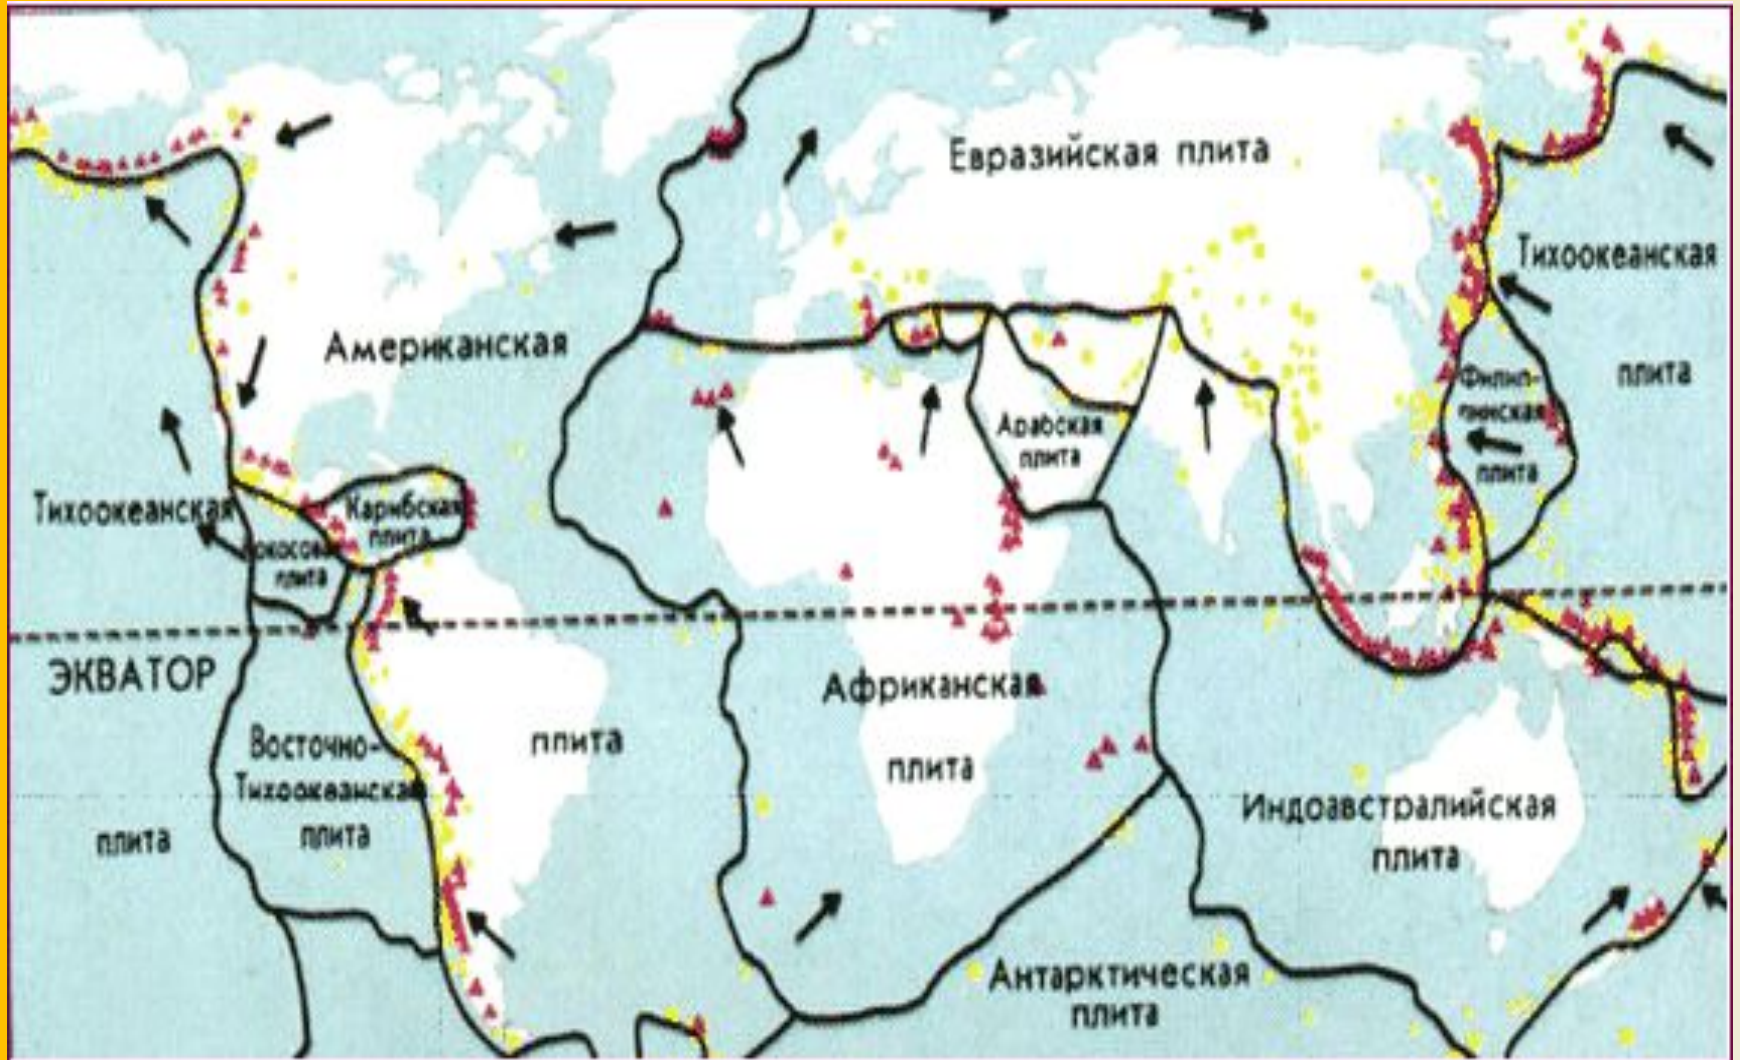 Евразийская плита
Тихоокеанская
плита
Американская
плита
Филип-
пинская
плита
Арабская
плита
Карибская
плита
Тихоокеанская
плита
Кокосовая
плита
ЭКВАТОР
Африканская
плита
Восточно-
Тихоокеанская
плита
Индоавстралийская
плита
Антарктическая
плита